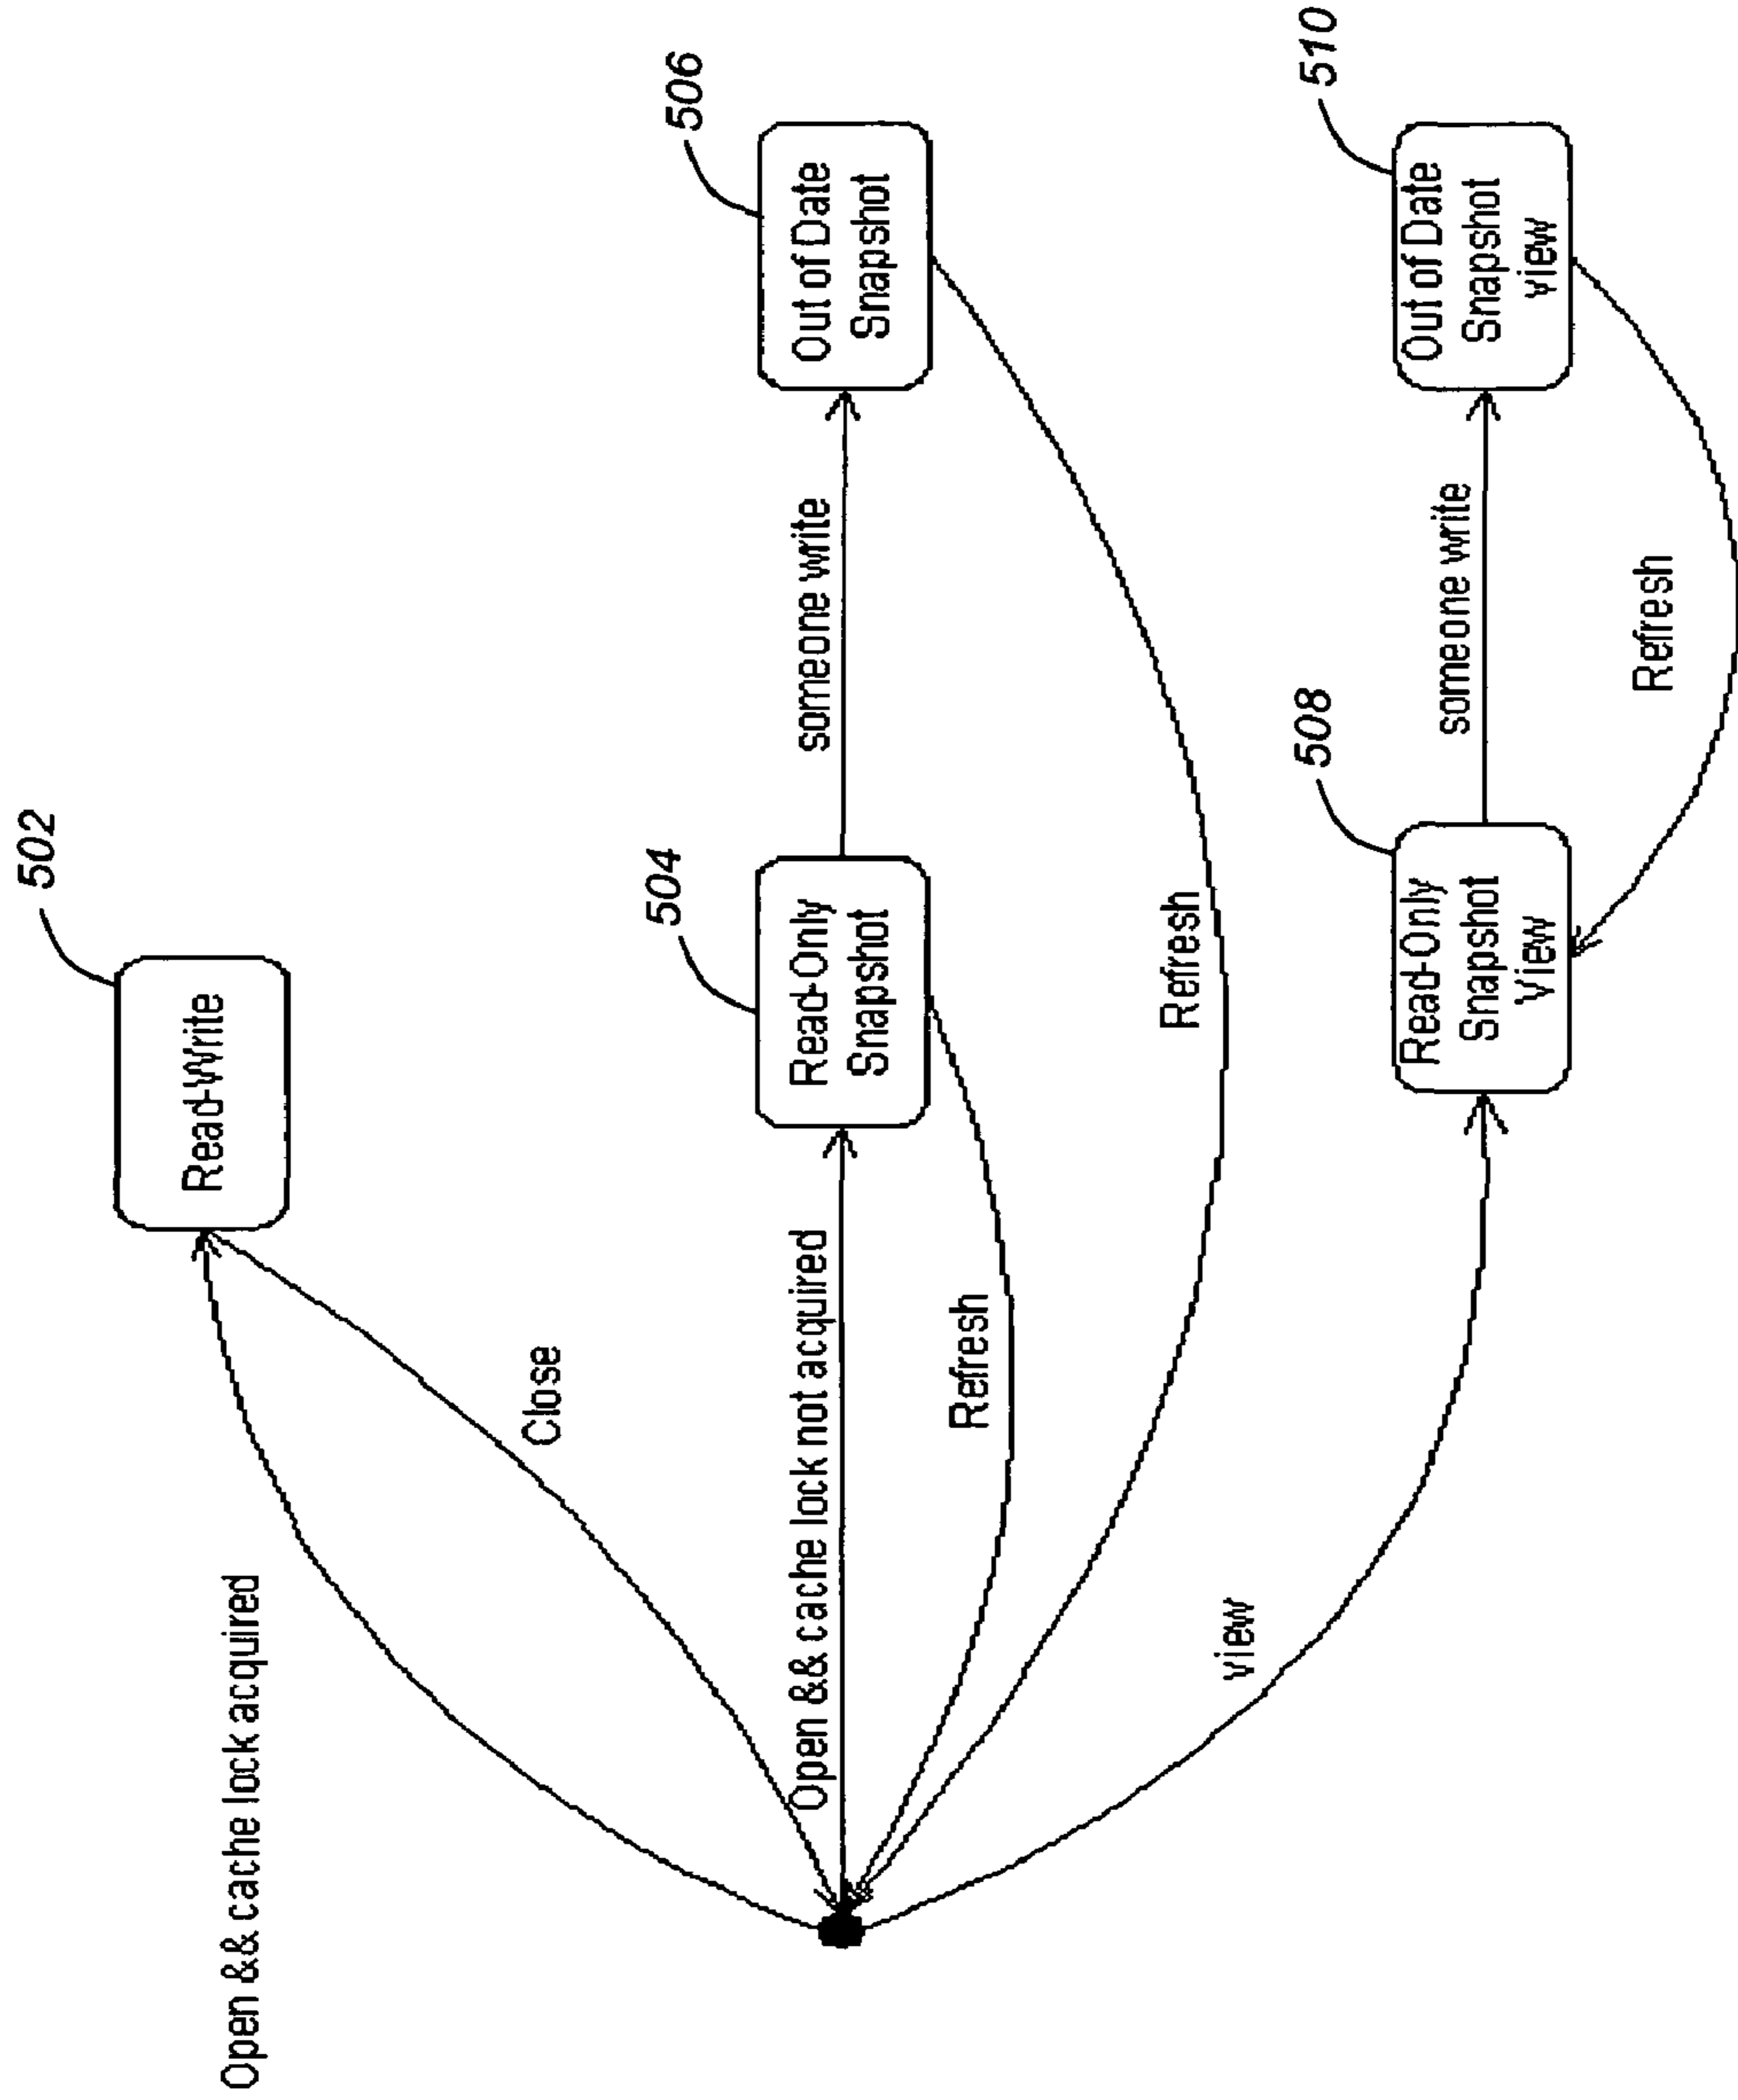 502
Read-Write
Open && cache lock acquired
Close
504
506
Read-Only
Snapshot
Out of Date
Snapshot
Open && cache lock not acquired
someone write
Refresh
Refresh
508
510
Read-Only
Snapshot
View
Out of Date
Snapshot
view
someone write
view
Refresh